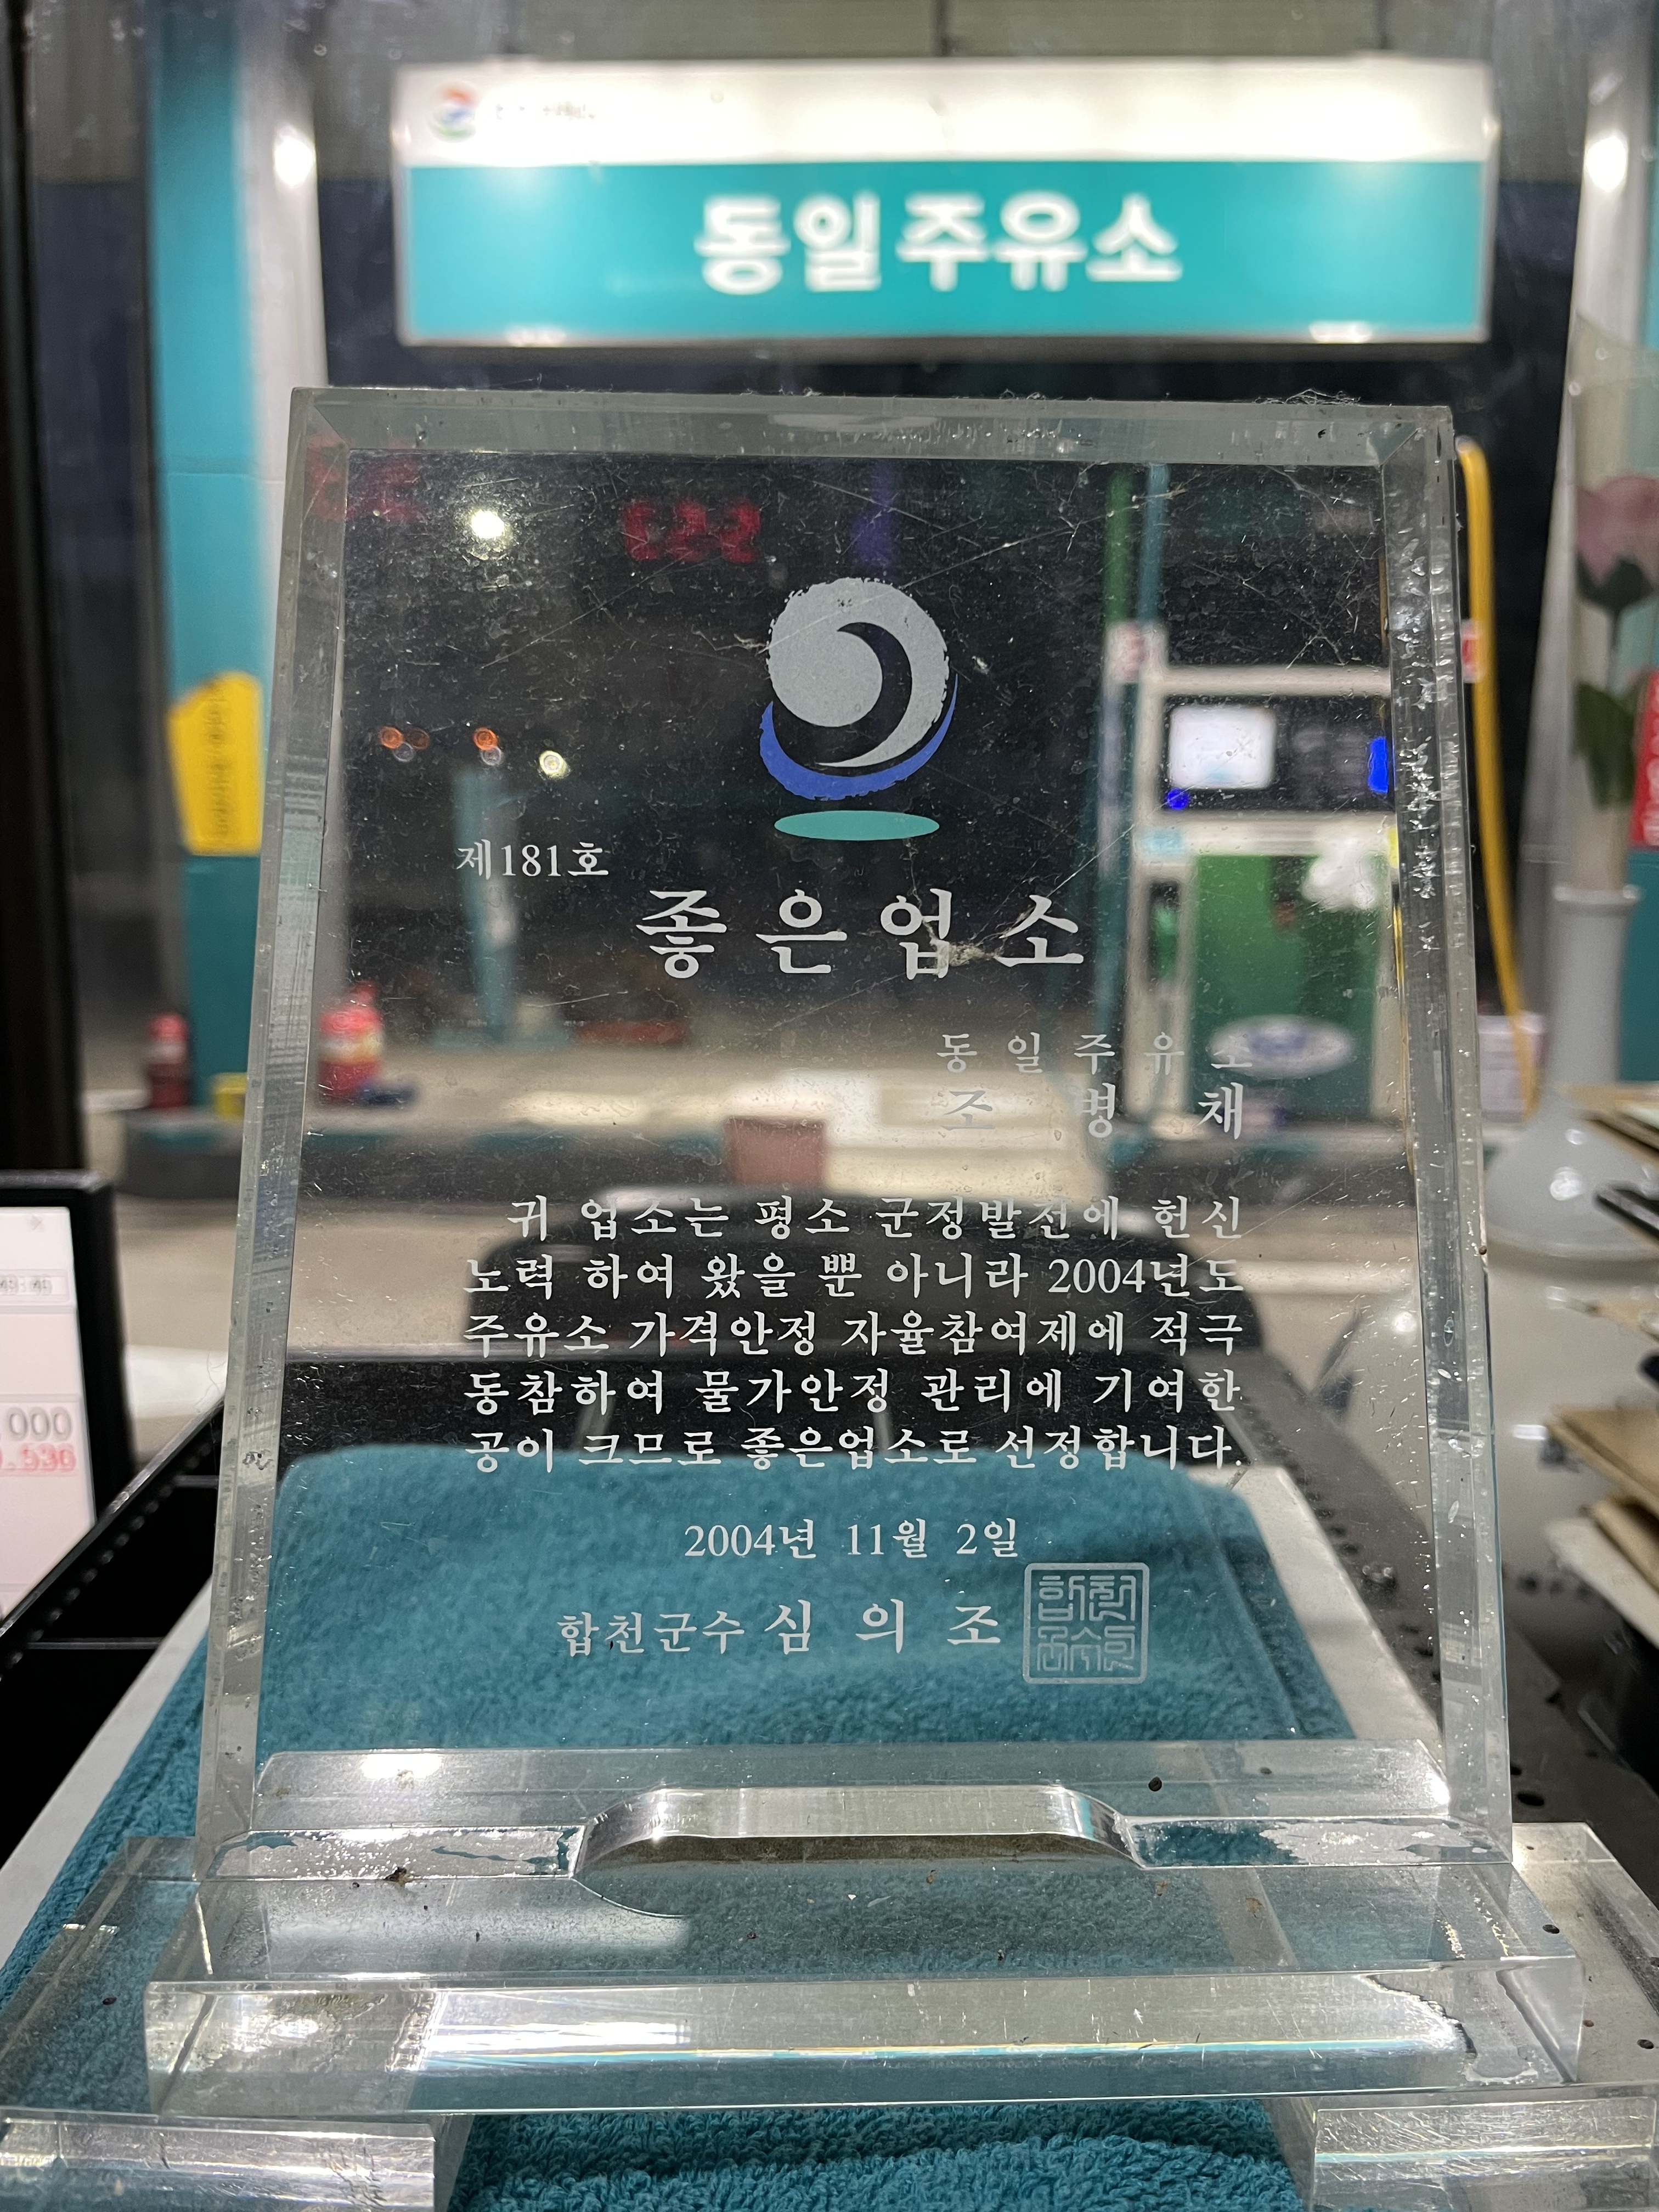 동일주유소
제181호
좋은업소
동일주유소
조병채
귀 업소는 평소 군정발전에 헌신
노력 하여 왔을 뿐 아니라 2004년도
주유소 가격안정 자율참여제에 적극
동참하여 물가안정 관리에 기여한
공이 크므로 좋은업소로 선정합니다.
2004년 11월 2일
합천군수 심의조
000
.530